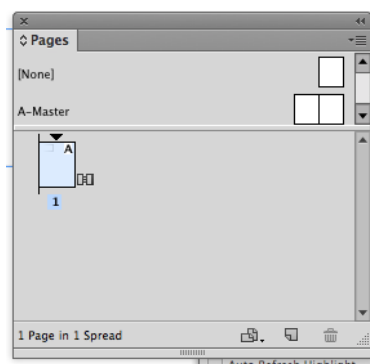 Pages
[None]
A-Master
A
1
1 Page in 1 Spread
Auto Refresh Highlight